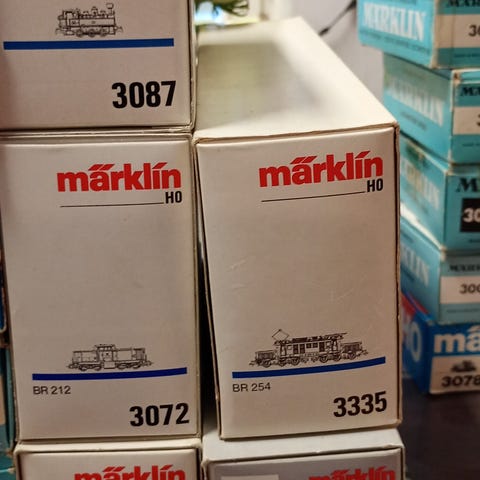 3087
märklin
HO
BR 212
3072
märklin
HO
BR 254
3335
märklin
märklin
MÄRKLIN
MÄRKLIN
3078